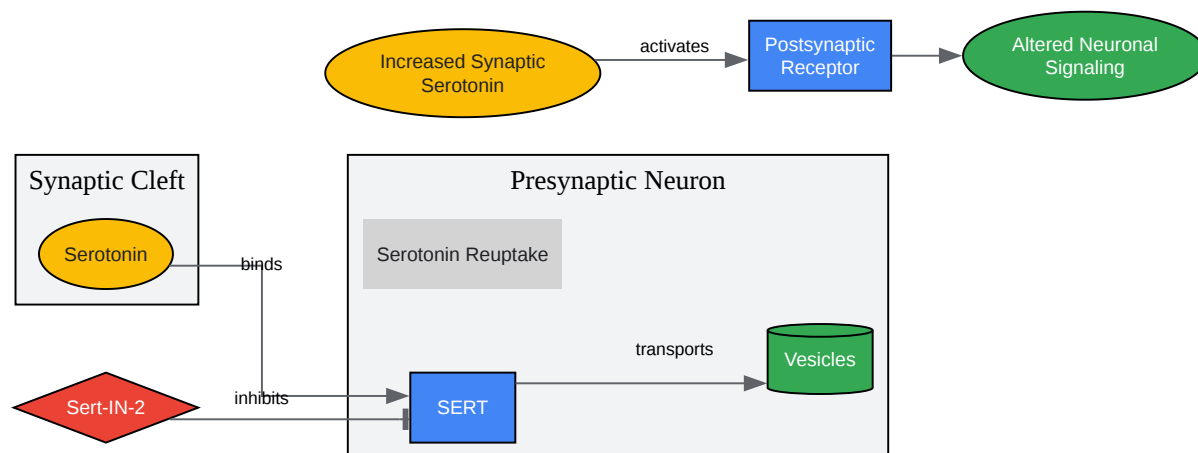 Increased Synaptic
Serotonin
activates
Postsynaptic
Receptor
Altered Neuronal
Signaling
Synaptic Cleft
Presynaptic Neuron
Serotonin
binds
Serotonin Reuptake
transports
Vesicles
Sert-IN-2
inhibits
SERT